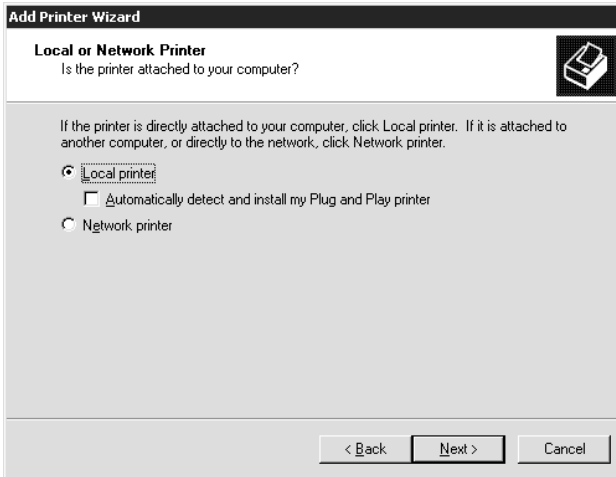 Add Printer Wizard
Local or Network Printer
Is the printer attached to your computer?
If the printer is directly attached to your computer, click Local printer. If it is attached to
another computer, or directly to the network, click Network printer.
Local printer
Automatically detect and install my Plug and Play printer
Network printer
< Back Next > Cancel